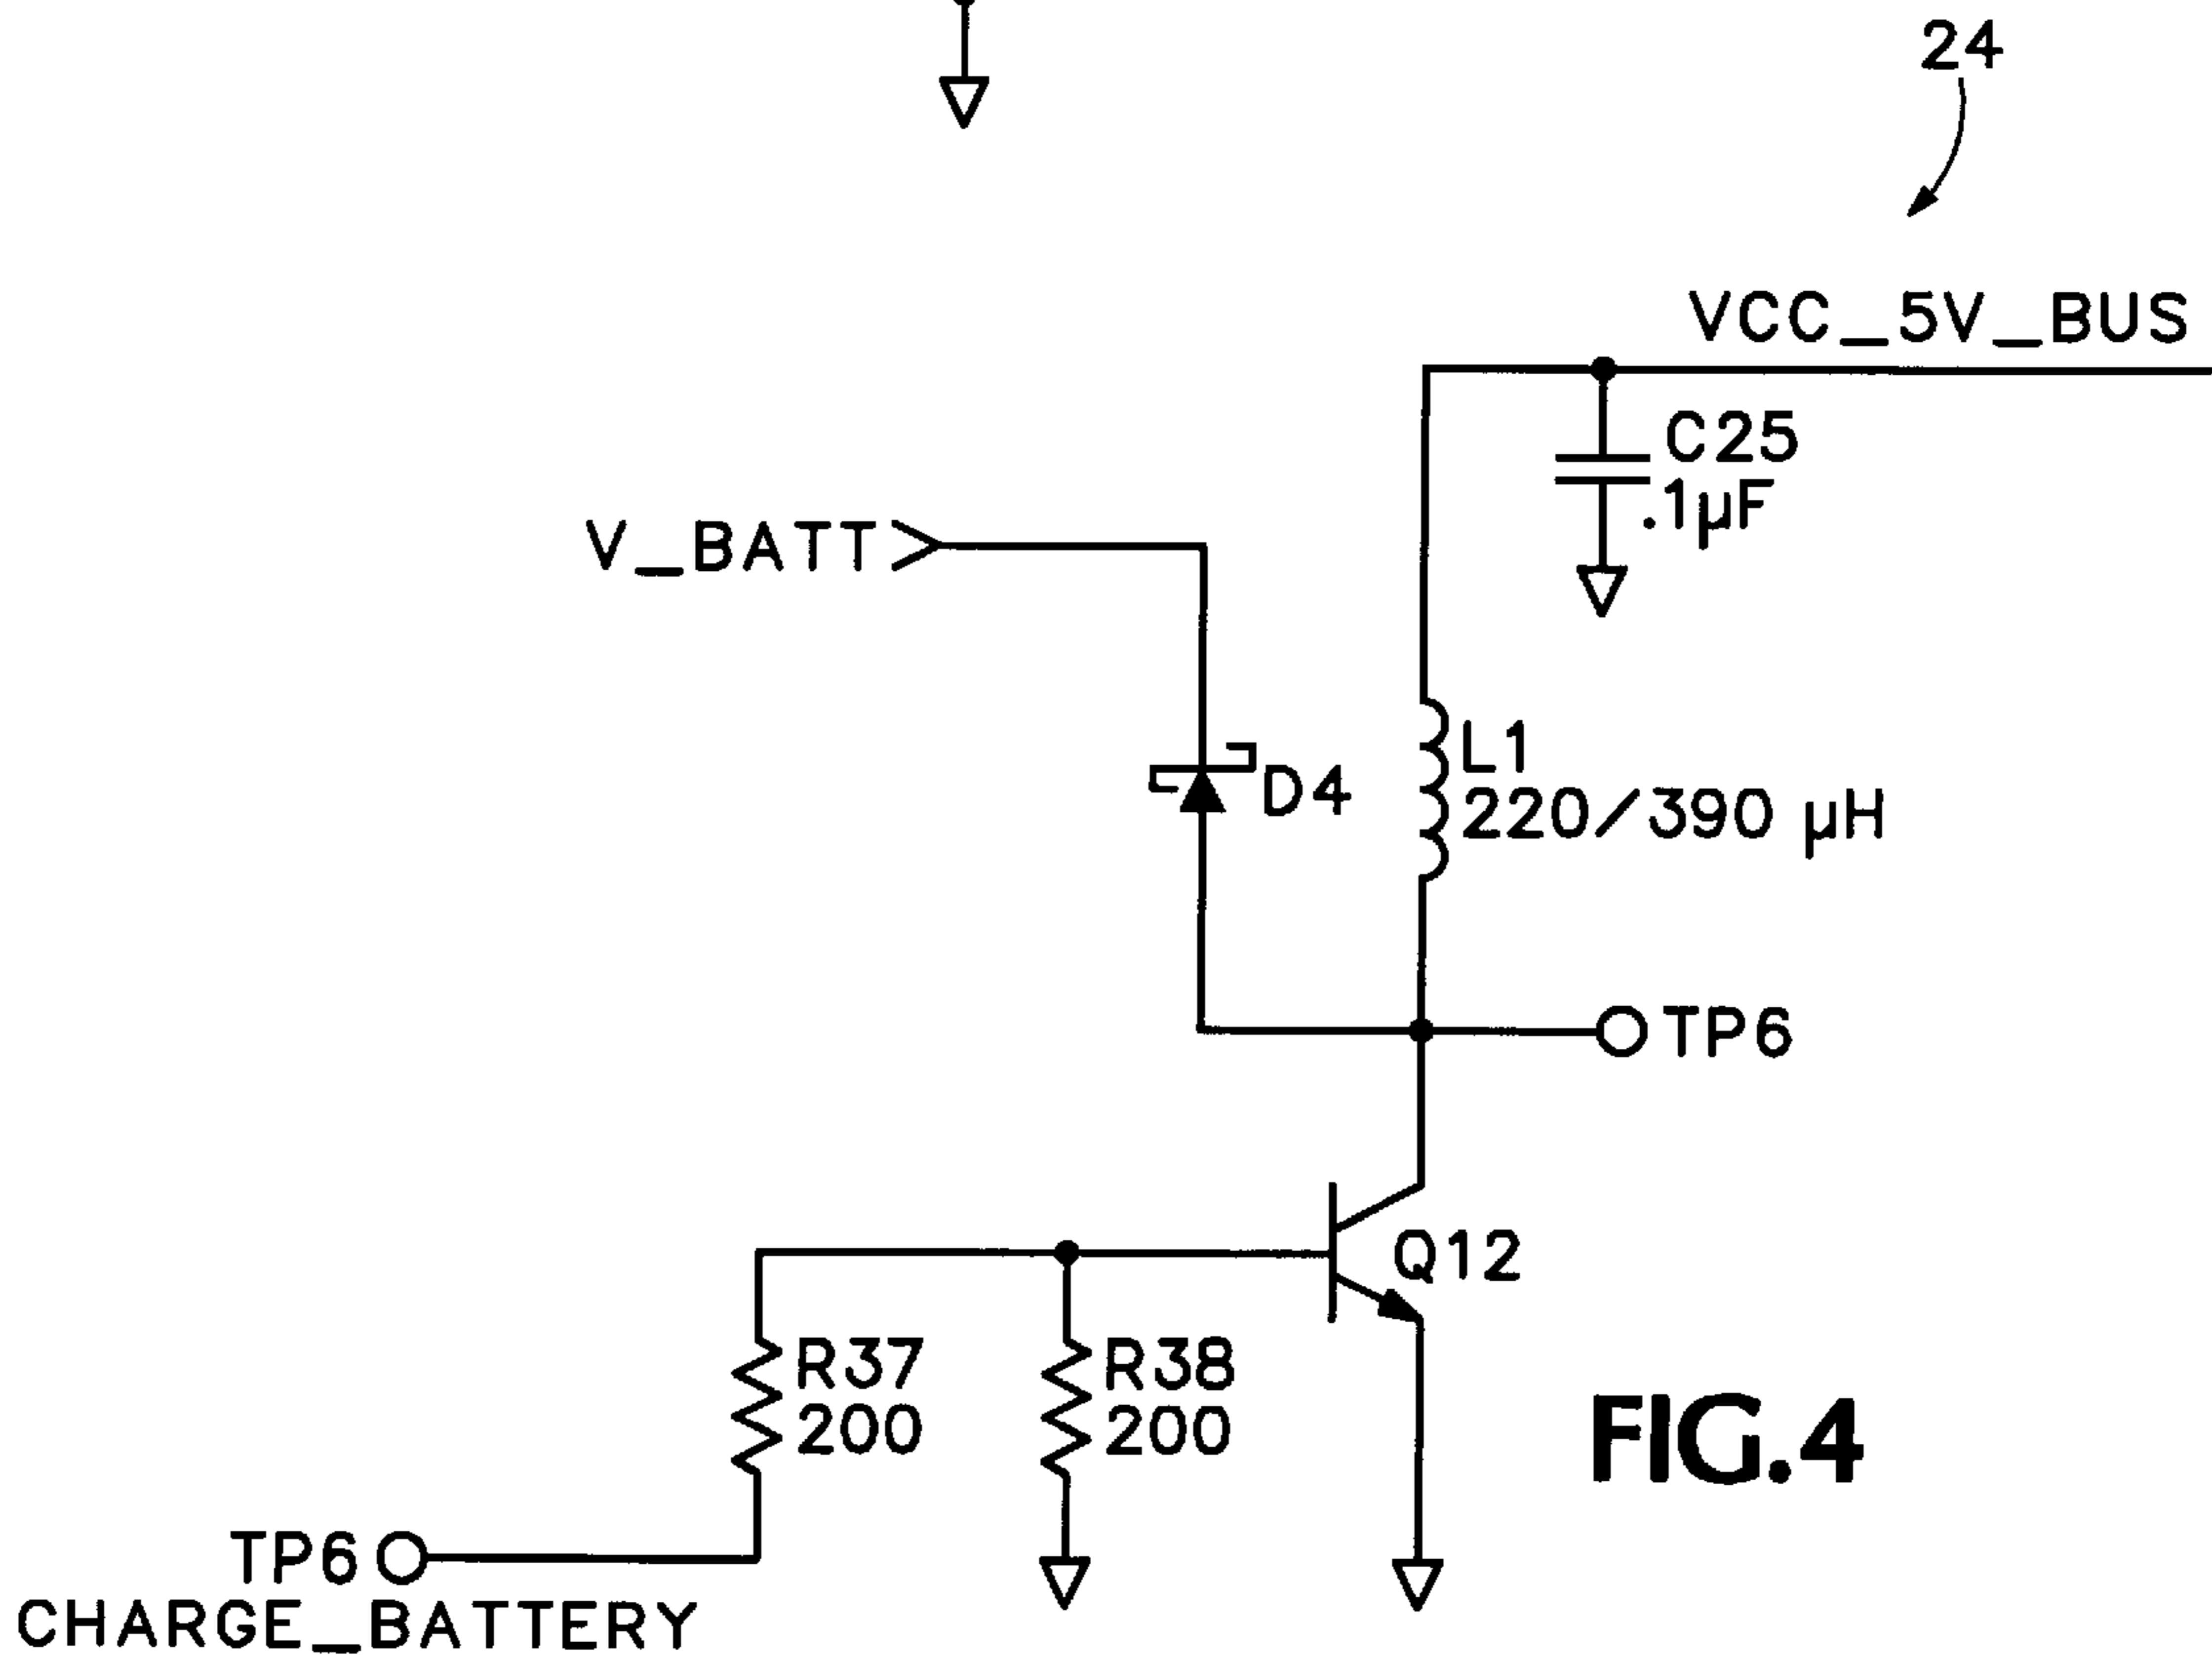 24
VCC_5V_BUS
C25
.1µF
V_BATT
L1
220/390 µH
D4
TP6
Q12
R37
200
R38
200
FIG.4
TP6
CHARGE_BATTERY